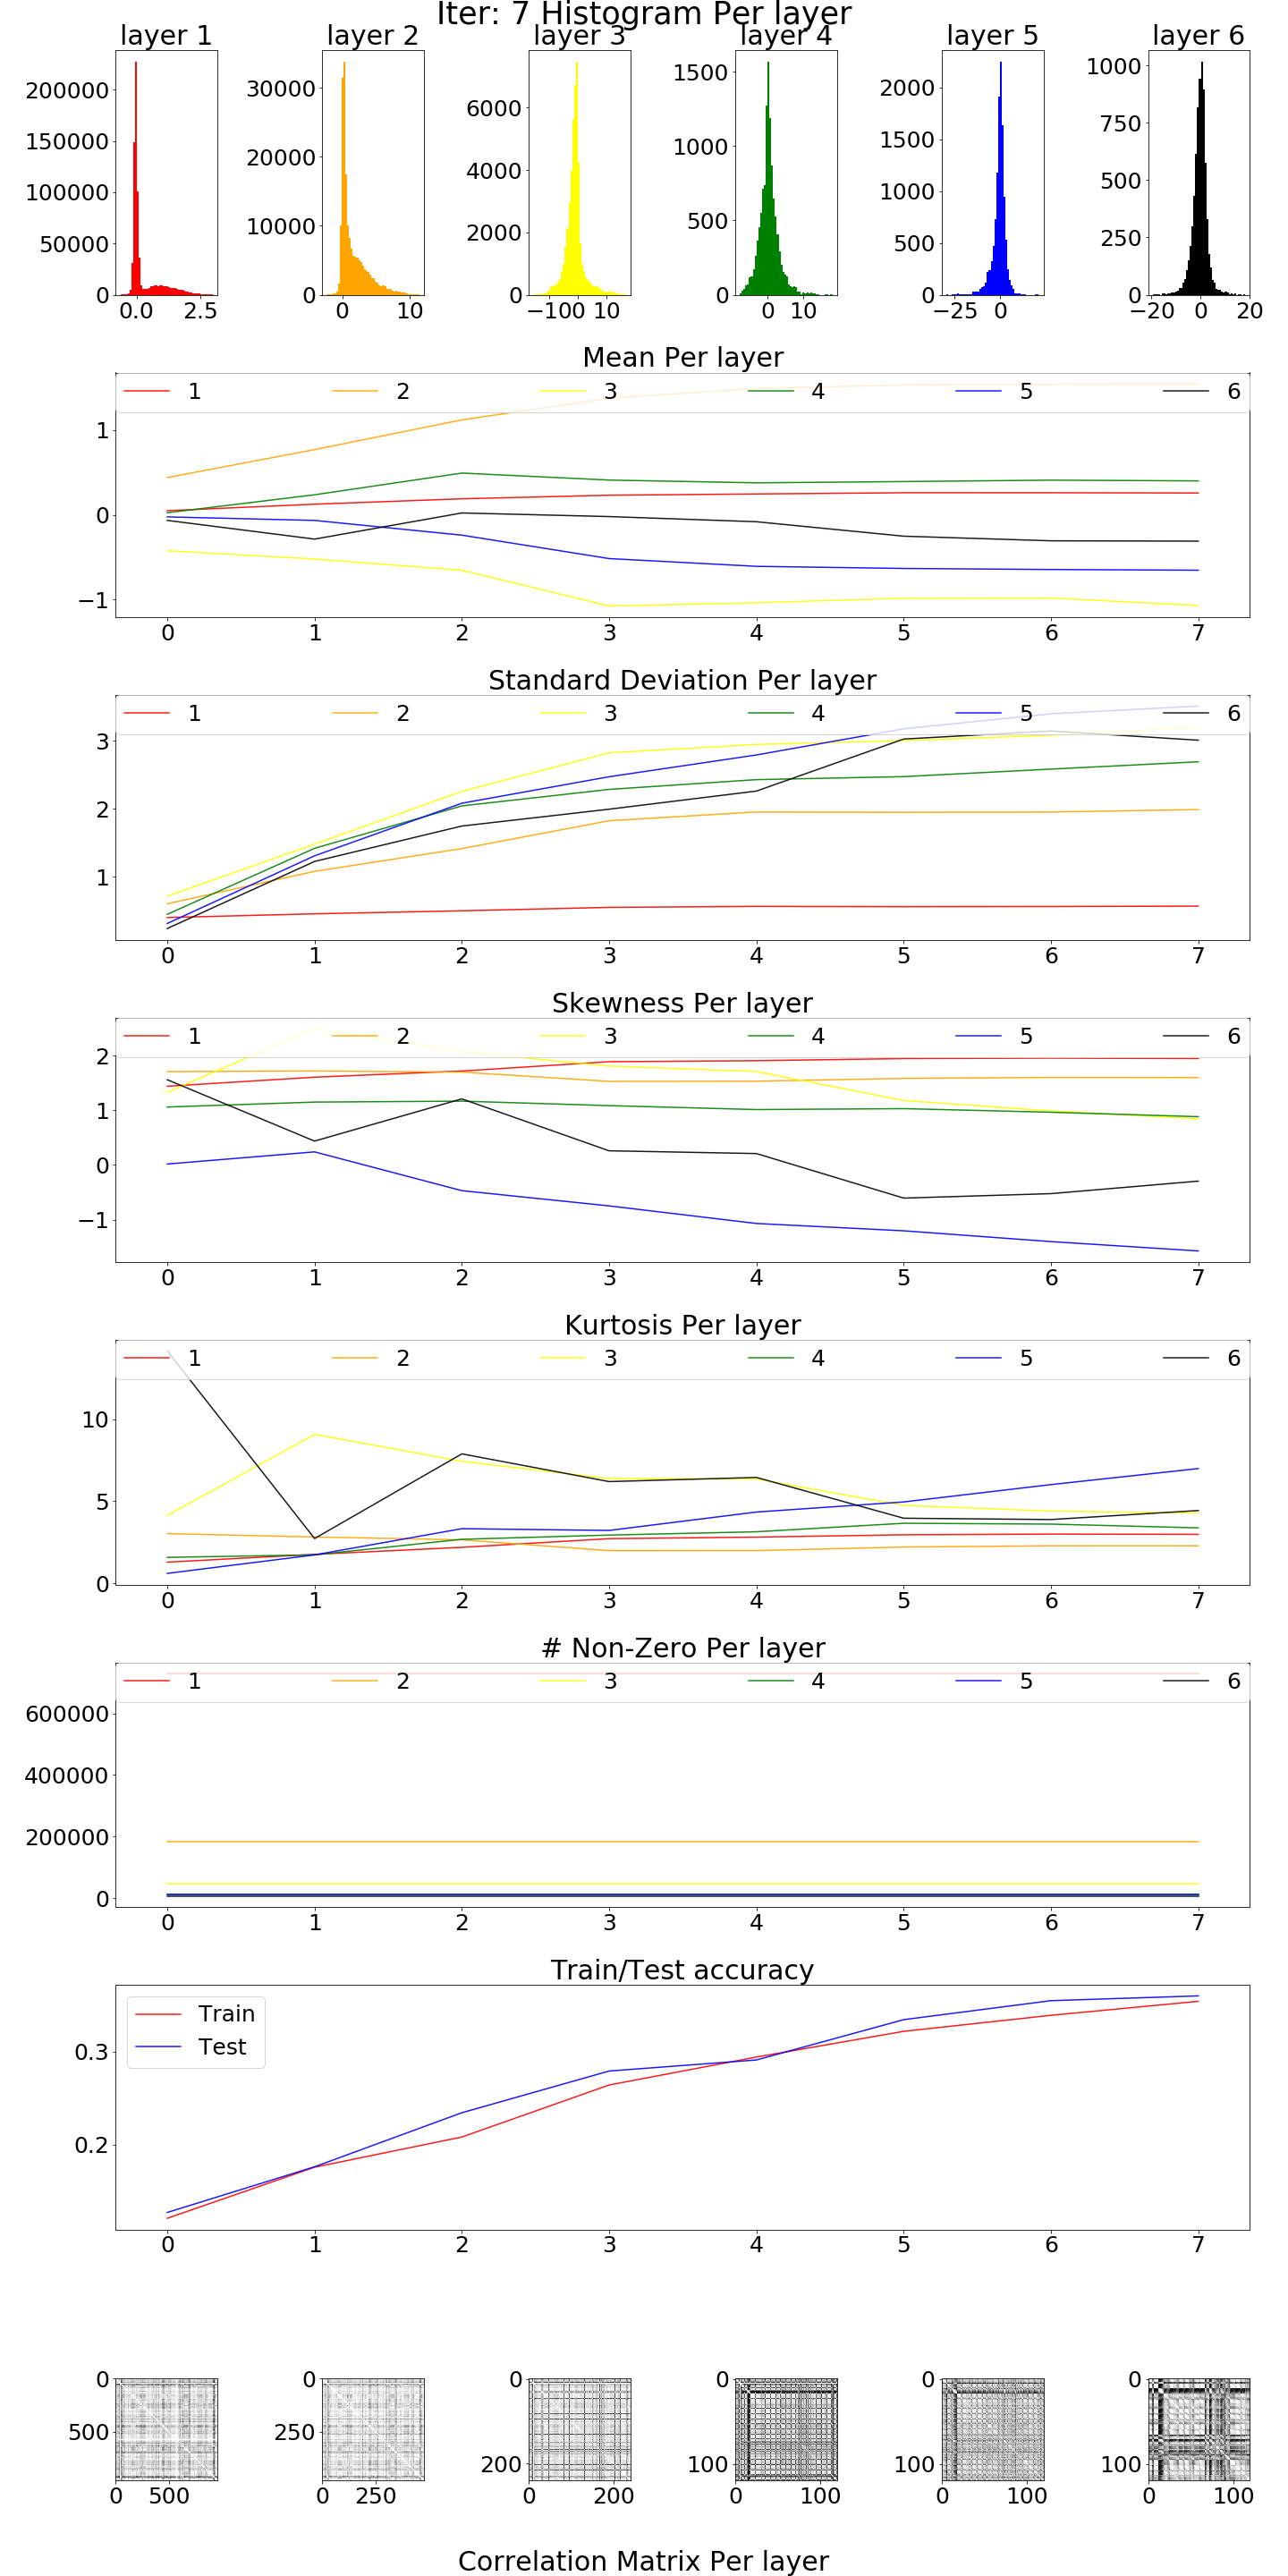 Iter: 7 Histogram Per layer
layer 1 layer 2 layer 3 layer 4 layer 5 layer 6
200000 150000 100000 50000 0
0.0 2.5
30000 20000 10000 0
0 10
6000 4000 2000 0
−10 0 10
1500 1000 500 0
0 10
2000 1500 1000 500 0
−25 0
1000 750 500 250 0
−20 0 20
Mean Per layer
1 2 3 4 5 6
1
0
−1
0 1 2 3 4 5 6 7
Standard Deviation Per layer
1 2 3 4 5 6
3
2
1
0 1 2 3 4 5 6 7
Skewness Per layer
1 2 3 4 5 6
2
1
0
−1
0 1 2 3 4 5 6 7
Kurtosis Per layer
1 2 3 4 5 6
10
5
0
0 1 2 3 4 5 6 7
# Non-Zero Per layer
1 2 3 4 5 6
600000
400000
200000
0
0 1 2 3 4 5 6 7
Train/Test accuracy
Train
Test
0.3
0.2
0 1 2 3 4 5 6 7
0 0 0 0 0 0
500 250 200 100 100 100
0 500 0 250 0 200 0 100 0 100 0 100
Correlation Matrix Per layer